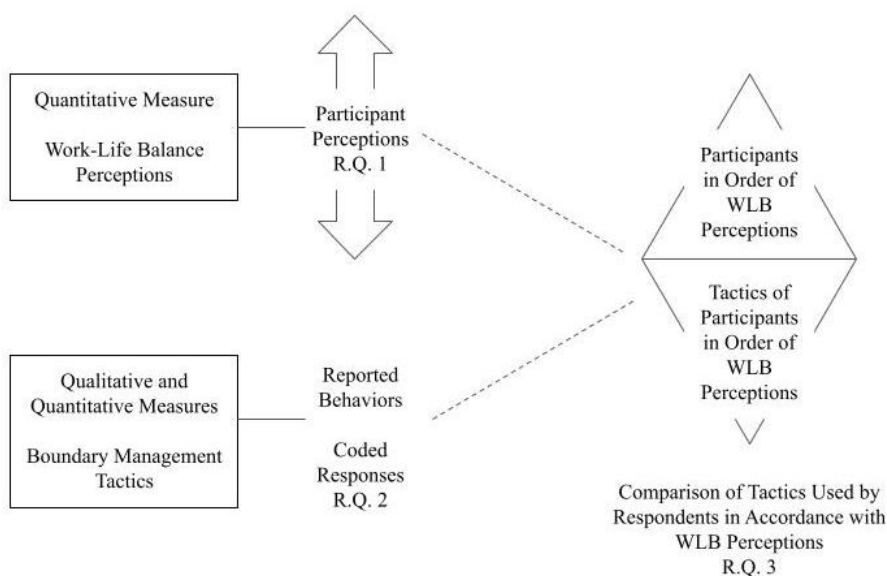 Quantitative Measure
Work-Life Balance
Perceptions
Participant
Perceptions
R.Q. 1
Participants
in Order of
WLB
Perceptions
Tactics of
Participants
in Order of
WLB
Perceptions
Qualitative and
Quantitative Measures
Boundary Management
Tactics
Reported
Behaviors
Coded
Responses
R.Q. 2
Comparison of Tactics Used by
Respondents in Accordance with
WLB Perceptions
R.Q. 3